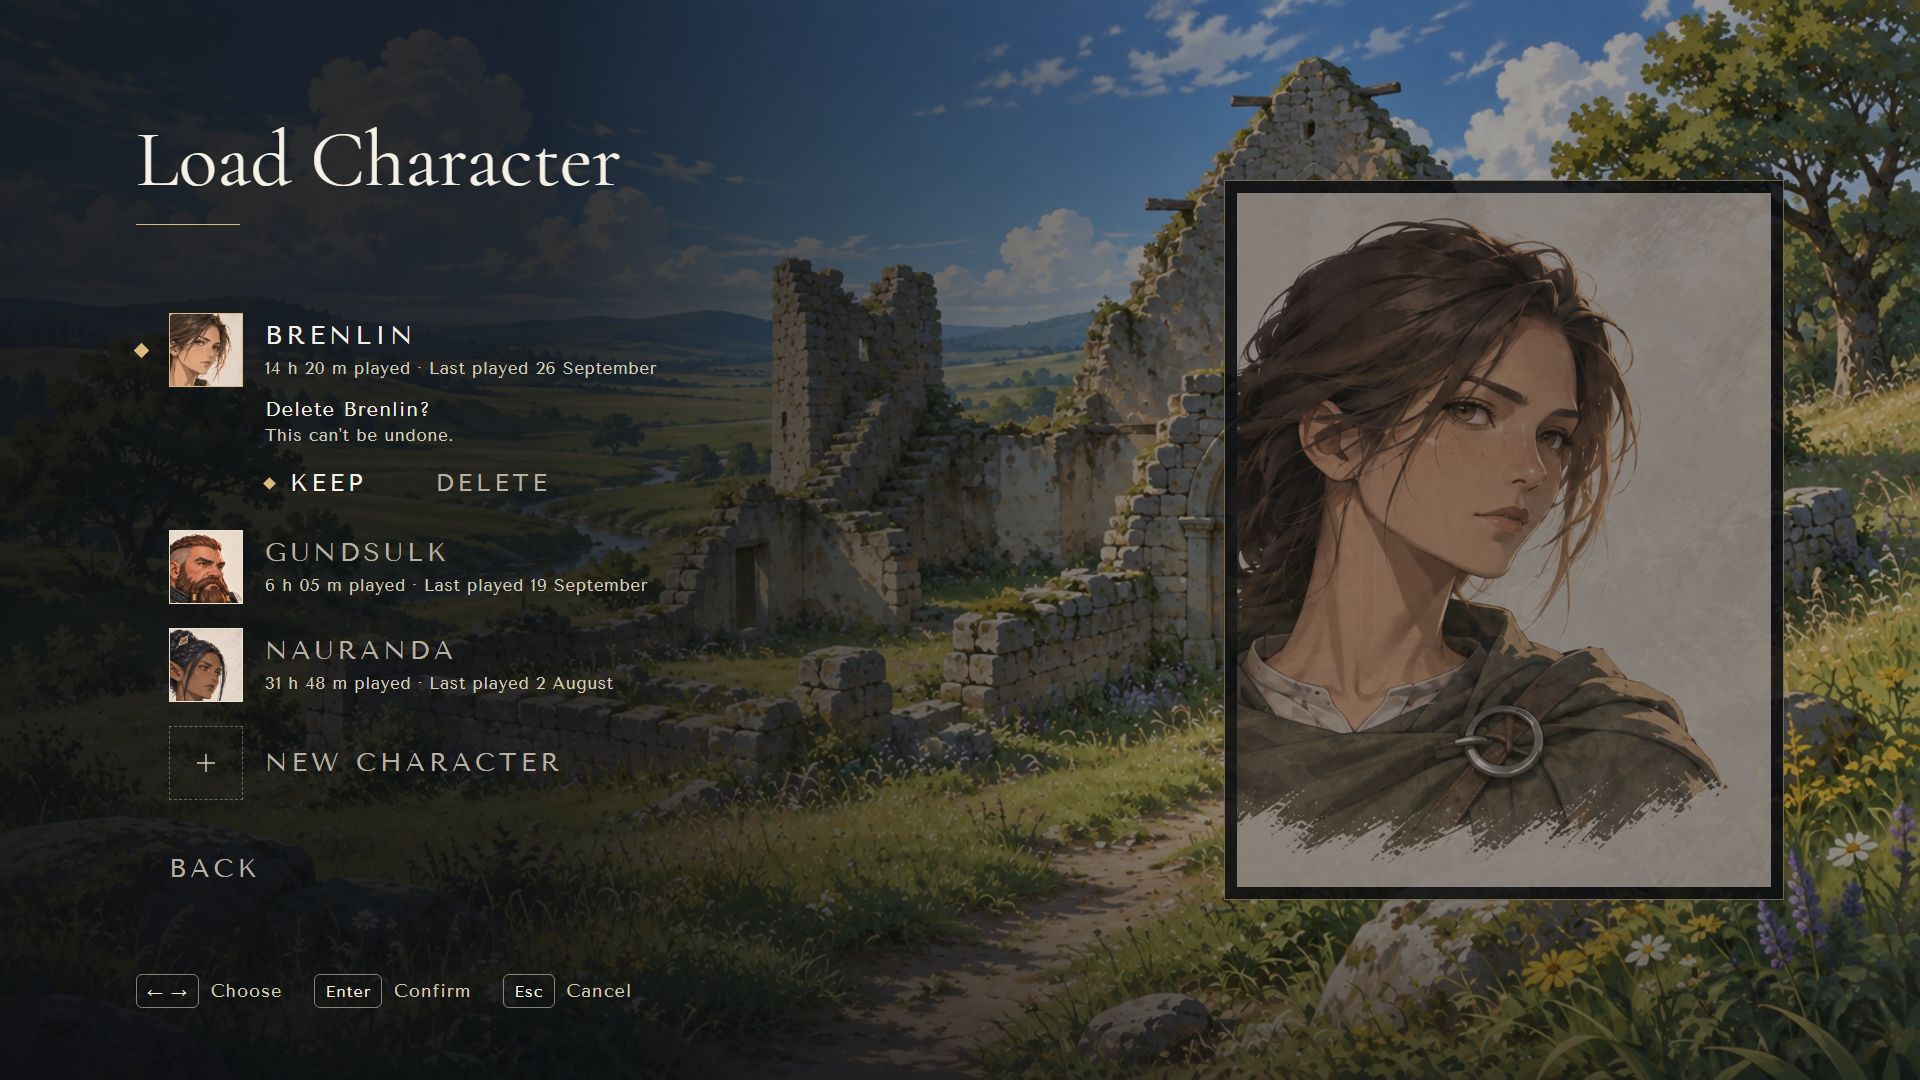 Load Character
BRENLIN
14 h 20 m played · Last played 26 September
Delete Brenlin?
This can't be undone.
KEEP DELETE
GUNDSULK
6 h 05 m played · Last played 19 September
NAURANDA
31 h 48 m played · Last played 2 August
+ NEW CHARACTER
BACK
← → Choose Enter Confirm Esc Cancel